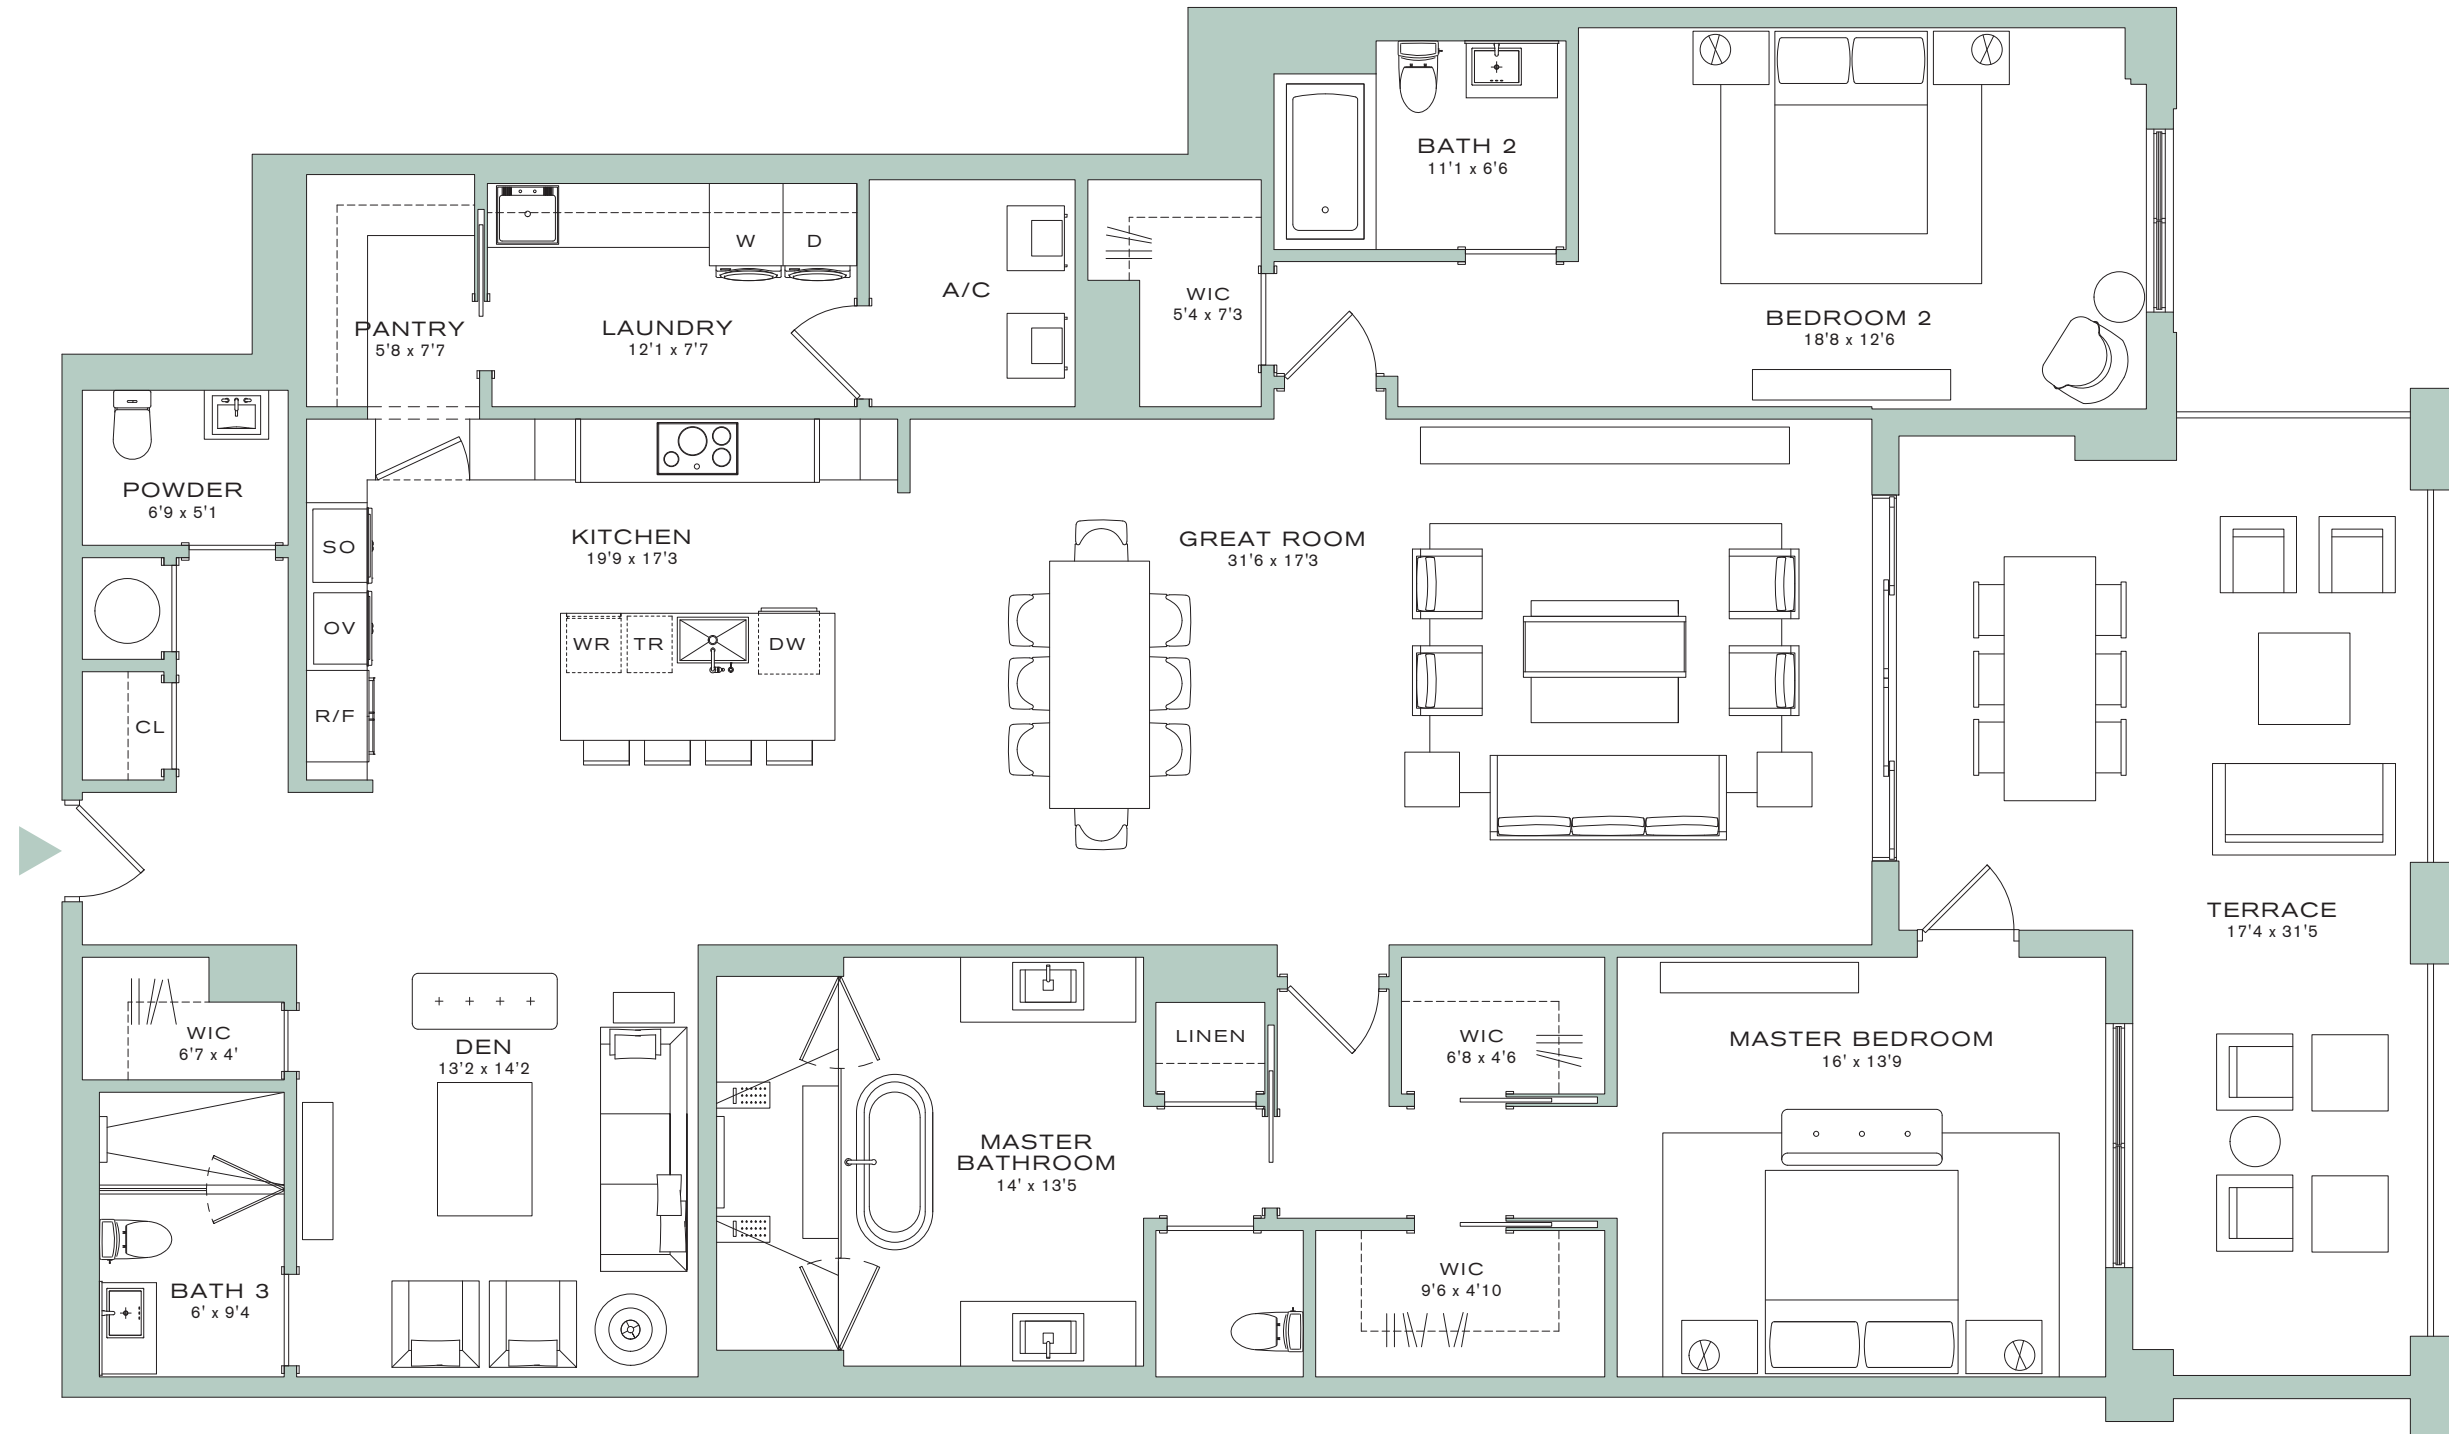 BATH 2
11'1 x 6'6
W
D
A/C
WIC
5'4 x 7'3
PANTRY
5'8 x 7'7
LAUNDRY
12'1 x 7'7
BEDROOM 2
18'8 x 12'6
POWDER
6'9 x 5'1
SO
OV
R/F
CL
KITCHEN
19'9 x 17'3
WR
TR
DW
GREAT ROOM
31'6 x 17'3
TERRACE
17'4 x 31'5
WIC
6'7 x 4'
DEN
13'2 x 14'2
LINEN
WIC
6'8 x 4'6
MASTER BEDROOM
16' x 13'9
MASTER
BATHROOM
14' x 13'5
BATH 3
6' x 9'4
WIC
9'6 x 4'10